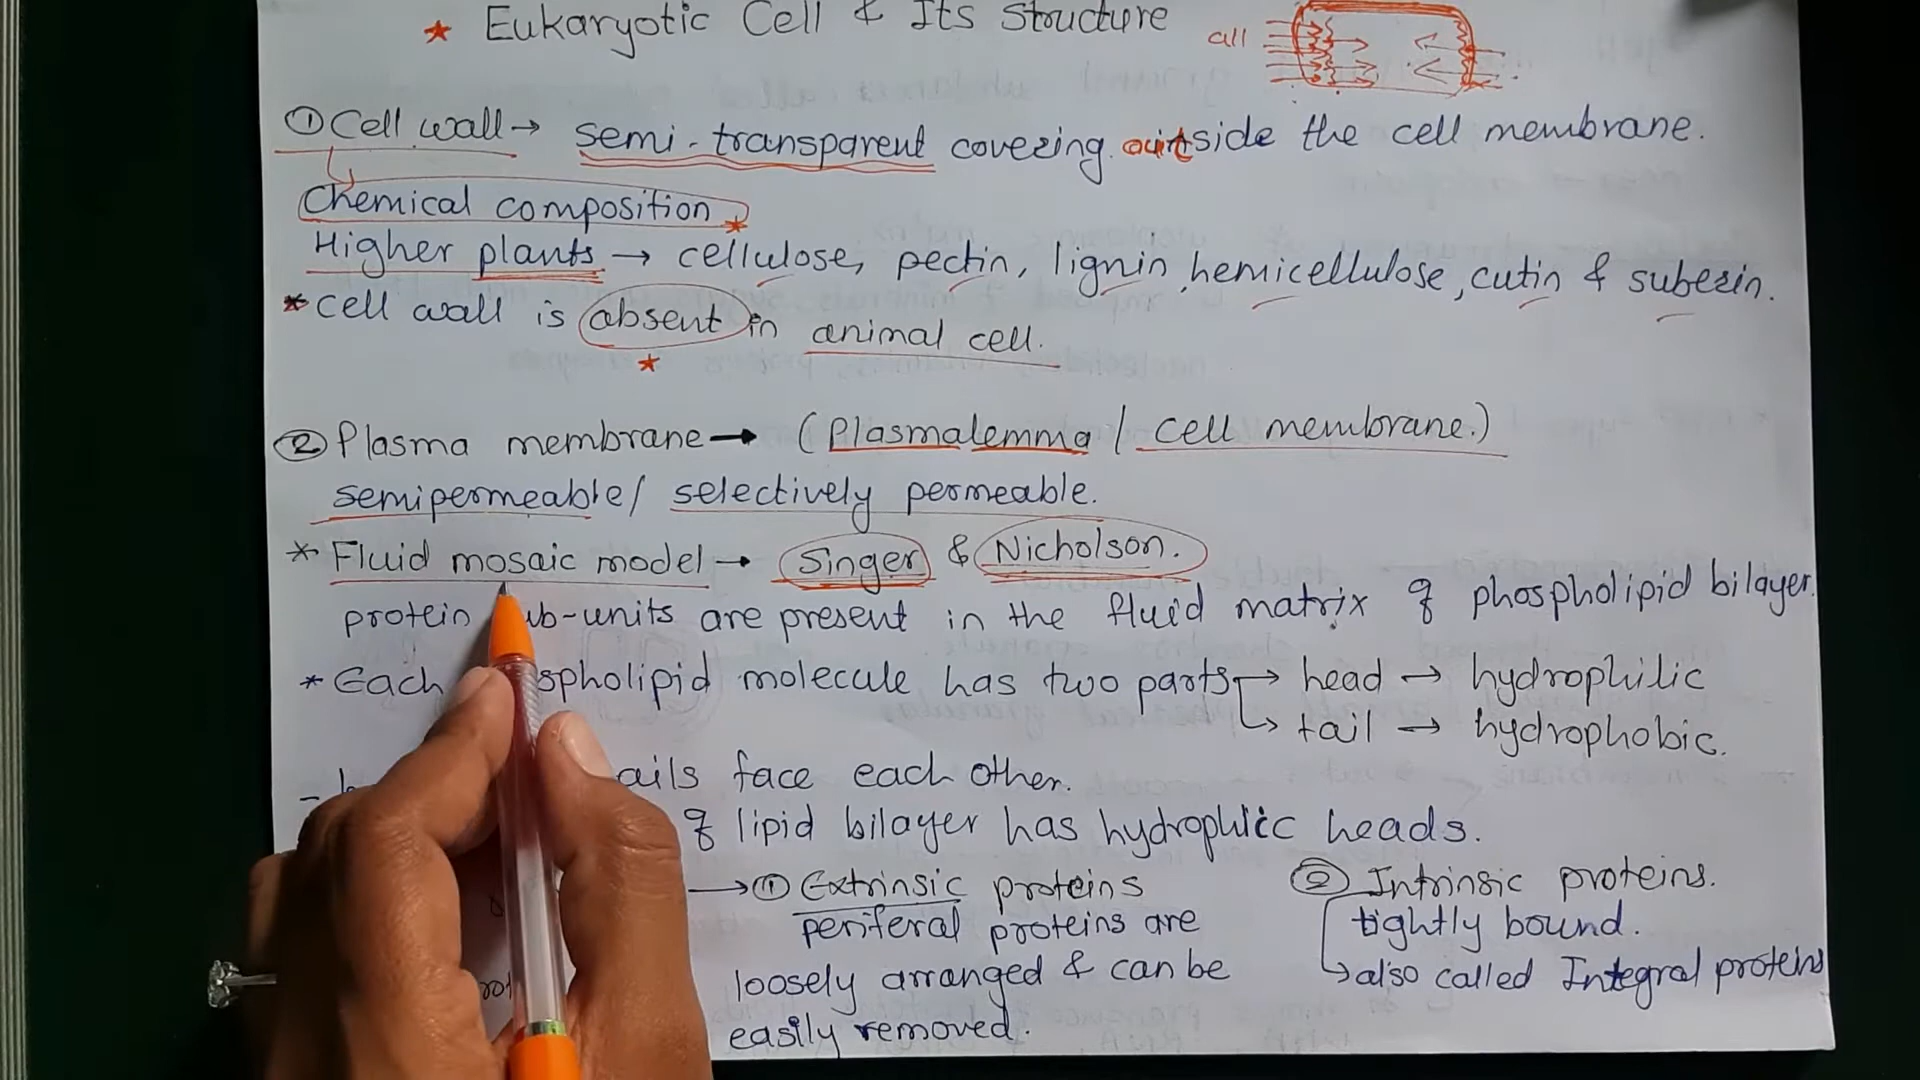 * Eukaryotic Cell & Its Structure
all
① Cell wall → semi-transparent covering outside the cell membrane.
Chemical composition *
Higher plants → cellulose, pectin, lignin, hemicellulose, cutin & suberin.
* cell wall is absent in animal cell.
*
② Plasma membrane → (Plasmalemma / cell membrane.)
semipermeable / selectively permeable.
* Fluid mosaic model → Singer & Nicholson.
protein ub-units are present in the fluid matrix of phospholipid bilayer.
* Each spholipid molecule has two parts → head → hydrophilic
→ tail → hydrophobic.
- ails face each other.
of lipid bilayer has hydrophlic heads.
→ ① Extrinsic proteins
periferal proteins are
loosely arranged & can be
easily removed.
② Intrinsic proteins.
tightly bound.
→ also called Integral proteins